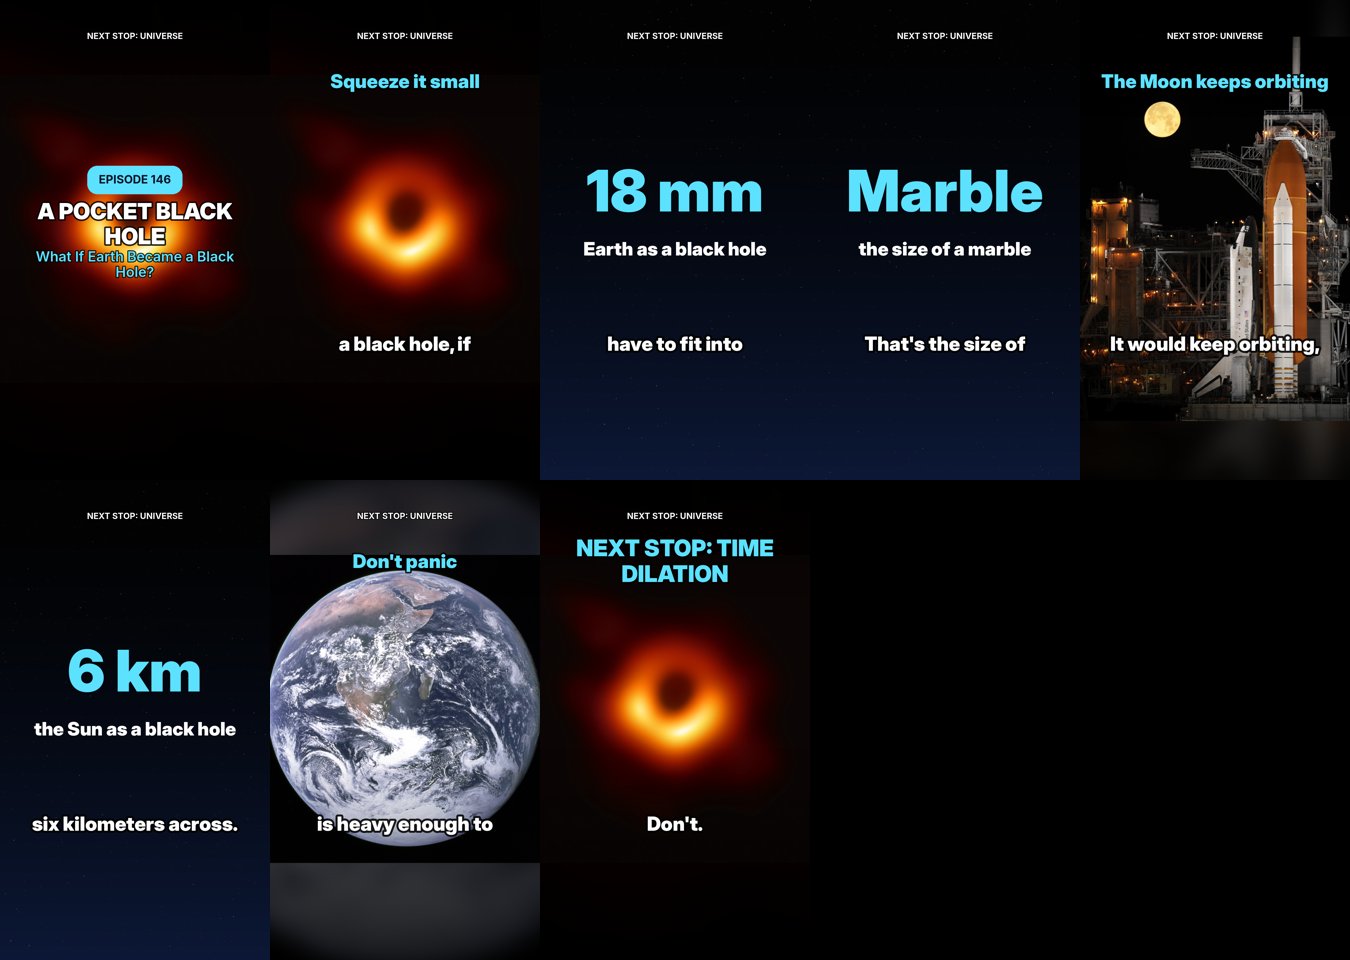 NEXT STOP: UNIVERSE
EPISODE 146
A POCKET BLACK
HOLE
What If Earth Became a Black
Hole?
NEXT STOP: UNIVERSE
Squeeze it small
a black hole, if
NEXT STOP: UNIVERSE
18 mm
Earth as a black hole
have to fit into
NEXT STOP: UNIVERSE
Marble
the size of a marble
That's the size of
NEXT STOP: UNIVERSE
The Moon keeps orbiting
It would keep orbiting,
NEXT STOP: UNIVERSE
6 km
the Sun as a black hole
six kilometers across.
NEXT STOP: UNIVERSE
Don't panic
is heavy enough to
NEXT STOP: UNIVERSE
NEXT STOP: TIME
DILATION
Don't.